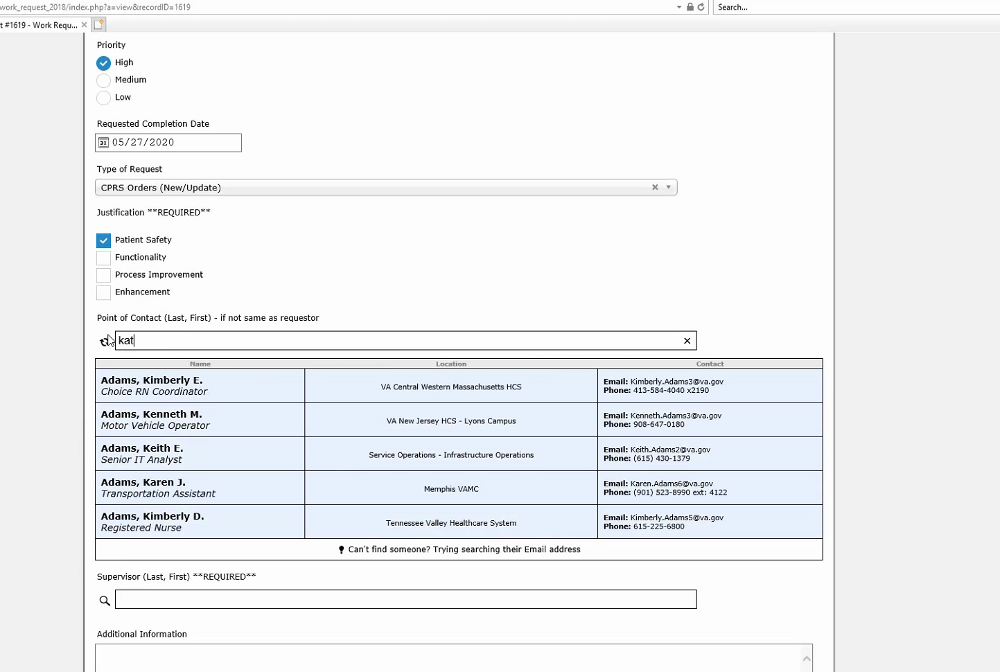 work_request_2018/index.php?a=view&recordID=1619
Search...
t #1619 - Work Requ...
Priority
High
Medium
Low
Requested Completion Date
31 05/27/2020
Type of Request
CPRS Orders (New/Update)
Justification **REQUIRED**
Patient Safety
Functionality
Process Improvement
Enhancement
Point of Contact (Last, First) - if not same as requestor
kat
Name Location Contact
Adams, Kimberly E.
Choice RN Coordinator
VA Central Western Massachusetts HCS
Email: Kimberly.Adams3@va.gov
Phone: 413-584-4040 x2190
Adams, Kenneth M.
Motor Vehicle Operator
VA New Jersey HCS - Lyons Campus
Email: Kenneth.Adams3@va.gov
Phone: 908-647-0180
Adams, Keith E.
Senior IT Analyst
Service Operations - Infrastructure Operations
Email: Keith.Adams2@va.gov
Phone: (615) 430-1379
Adams, Karen J.
Transportation Assistant
Memphis VAMC
Email: Karen.Adams6@va.gov
Phone: (901) 523-8990 ext: 4122
Adams, Kimberly D.
Registered Nurse
Tennessee Valley Healthcare System
Email: Kimberly.Adams5@va.gov
Phone: 615-225-6800
Can't find someone? Trying searching their Email address
Supervisor (Last, First) **REQUIRED**
Additional Information